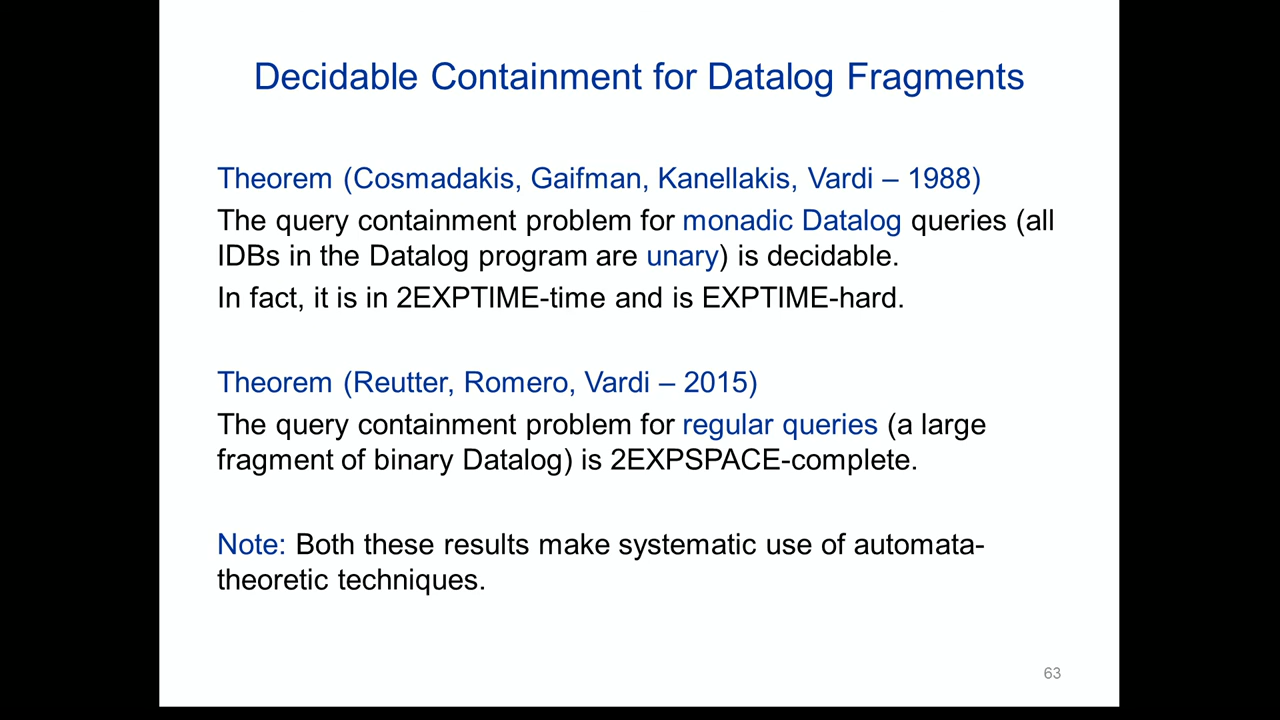 Decidable Containment for Datalog Fragments
Theorem (Cosmadakis, Gaifman, Kanellakis, Vardi – 1988)
The query containment problem for monadic Datalog queries (all
IDBs in the Datalog program are unary) is decidable.
In fact, it is in 2EXPTIME-time and is EXPTIME-hard.
Theorem (Reutter, Romero, Vardi – 2015)
The query containment problem for regular queries (a large
fragment of binary Datalog) is 2EXPSPACE-complete.
Note: Both these results make systematic use of automata-
theoretic techniques.
63